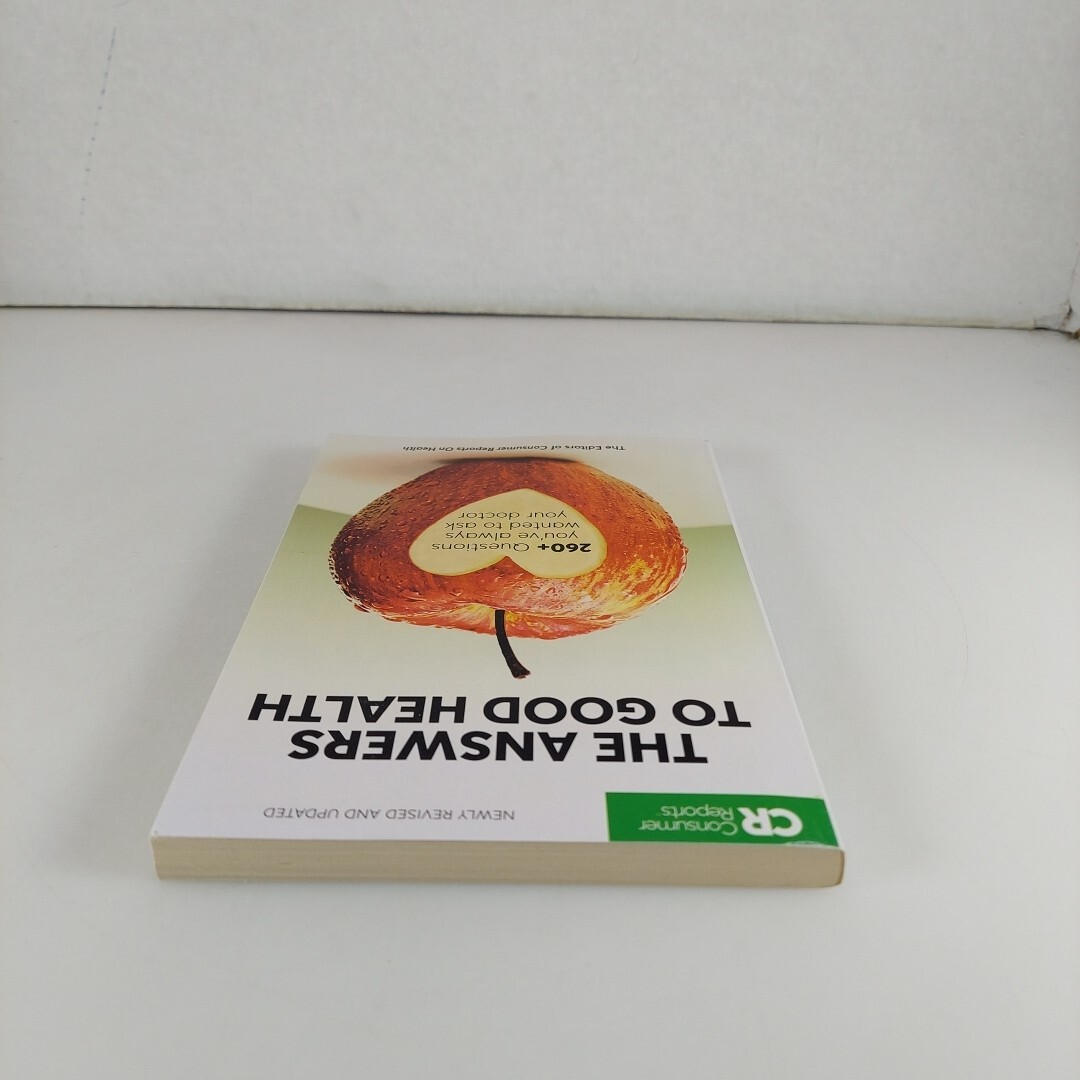 CR Consumer
Reports
NEWLY REVISED AND UPDATED
THE ANSWERS
TO GOOD HEALTH
260+ Questions
you've always
wanted to ask
your doctor
The Editors of Consumer Reports On Health